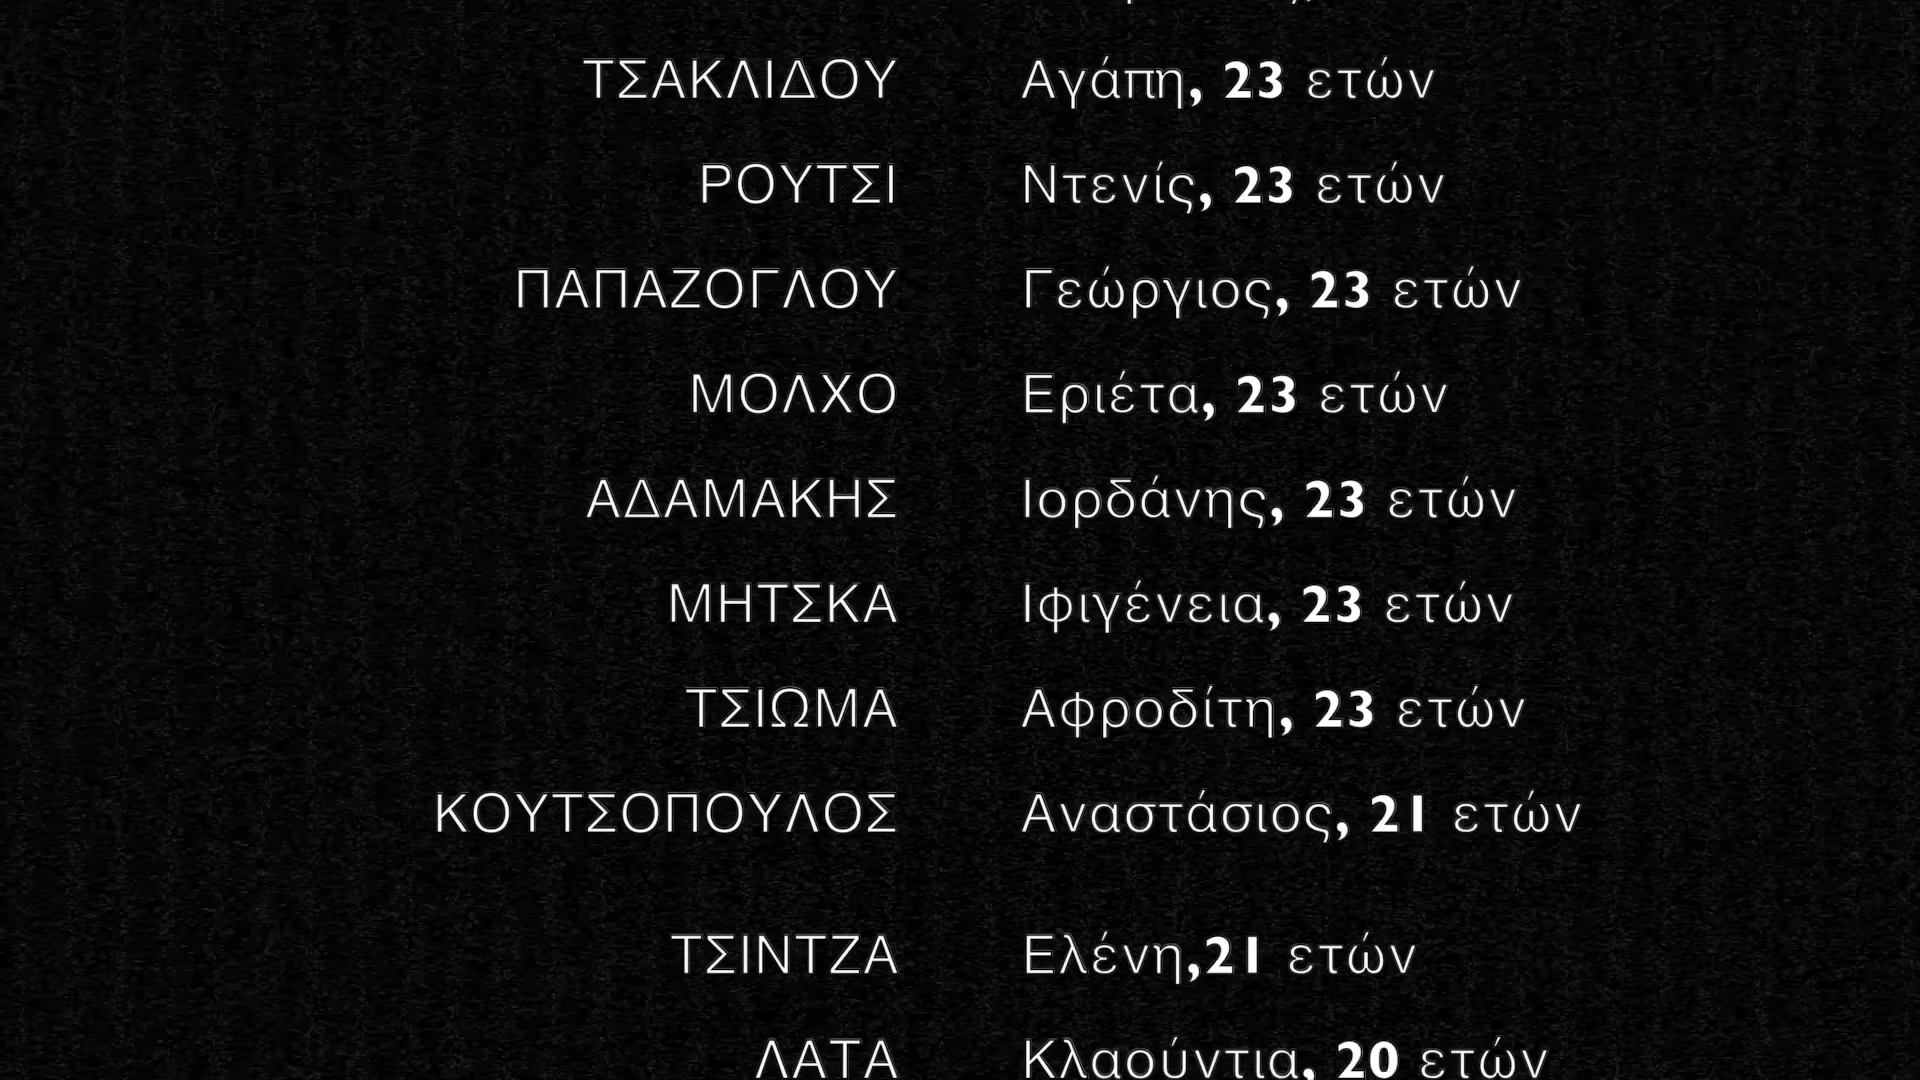 ΤΣΑΚΛΙΔΟΥ Αγάπη, 23 ετών
ΡΟΥΤΣΙ Ντενίς, 23 ετών
ΠΑΠΑΖΟΓΛΟΥ Γεώργιος, 23 ετών
ΜΟΛΧΟ Εριέτα, 23 ετών
ΑΔΑΜΑΚΗΣ Ιορδάνης, 23 ετών
ΜΗΤΣΚΑ Ιφιγένεια, 23 ετών
ΤΣΙΩΜΑ Αφροδίτη, 23 ετών
ΚΟΥΤΣΟΠΟΥΛΟΣ Αναστάσιος, 21 ετών
ΤΣΙΝΤΖΑ Ελένη,21 ετών
ΛΑΤΑ Κλαούντια, 20 ετών